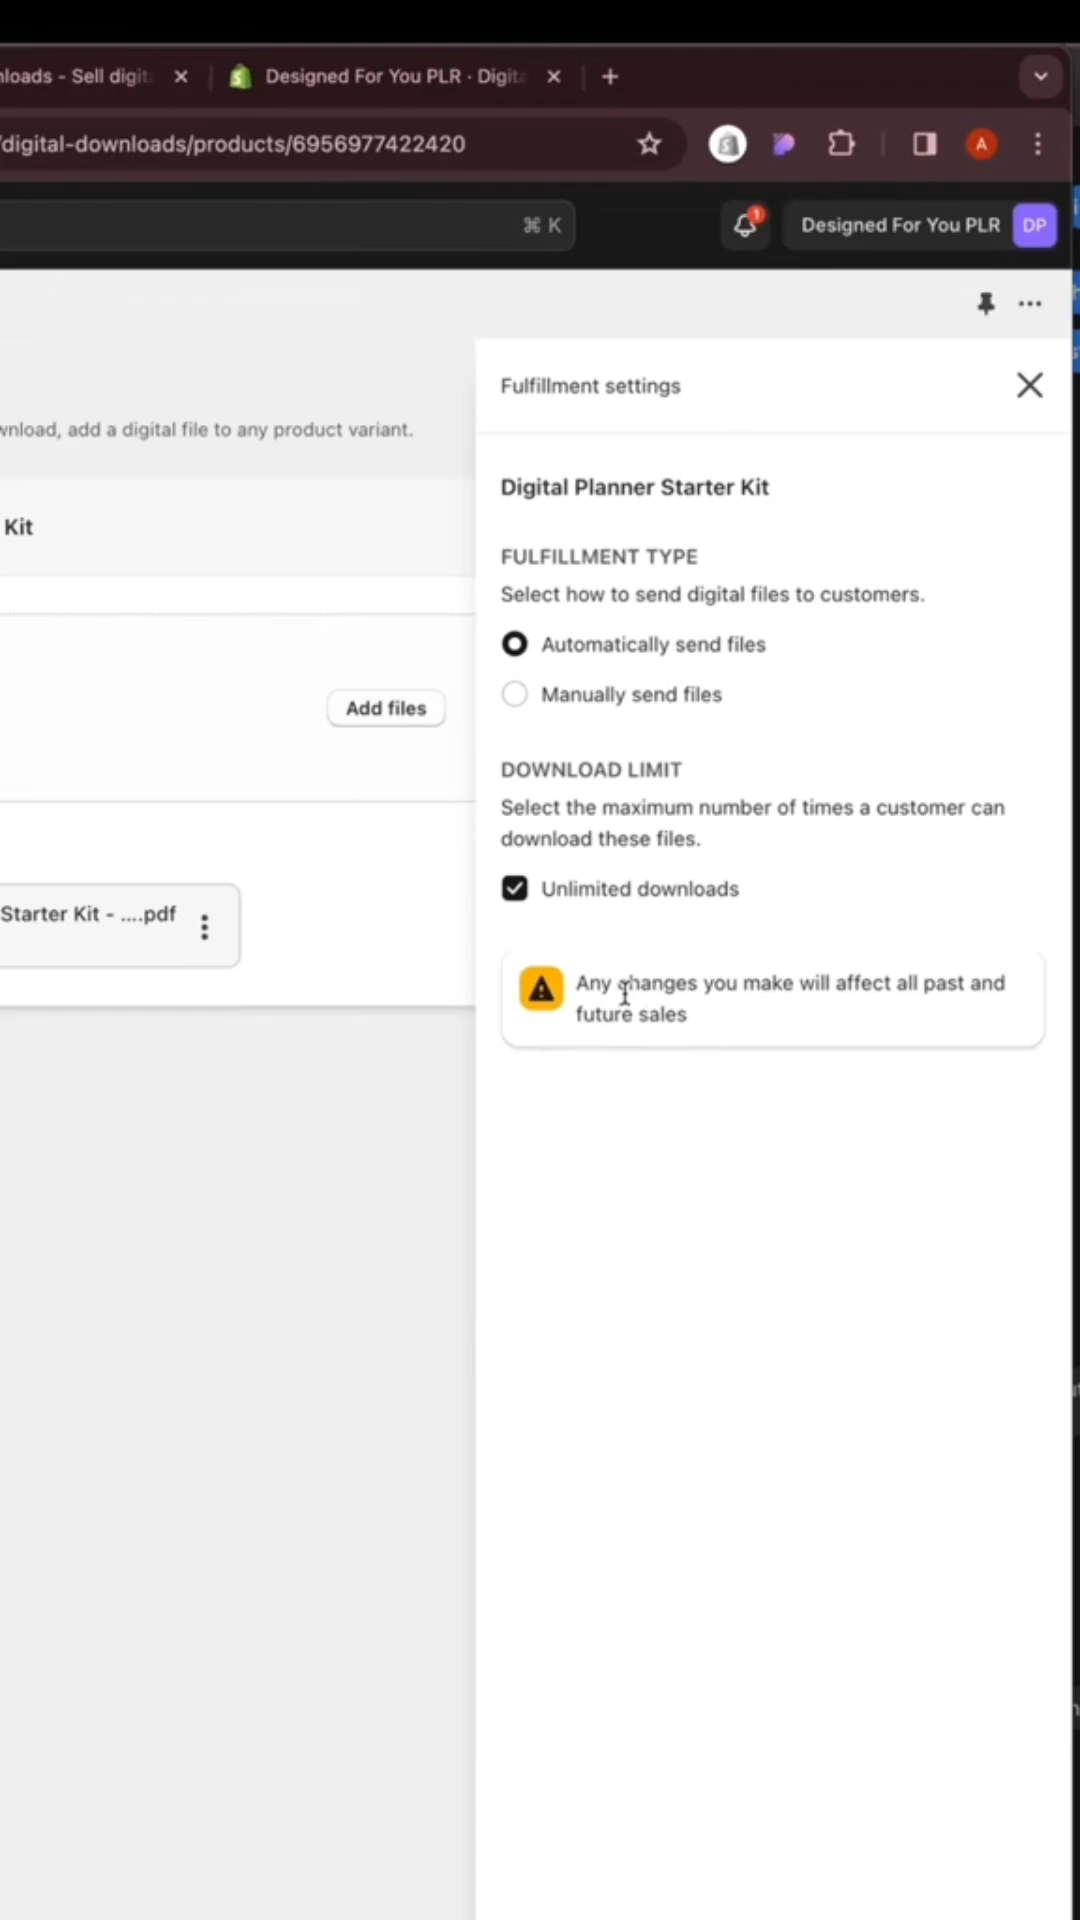 nloads - Sell digit
Designed For You PLR · Digita
/digital-downloads/products/6956977422420
A
⌘ K
1
Designed For You PLR
DP
Fulfillment settings
wnload, add a digital file to any product variant.
Digital Planner Starter Kit
Kit
FULFILLMENT TYPE
Select how to send digital files to customers.
Automatically send files
Manually send files
Add files
DOWNLOAD LIMIT
Select the maximum number of times a customer can
download these files.
Unlimited downloads
Starter Kit - ....pdf
Any changes you make will affect all past and
future sales